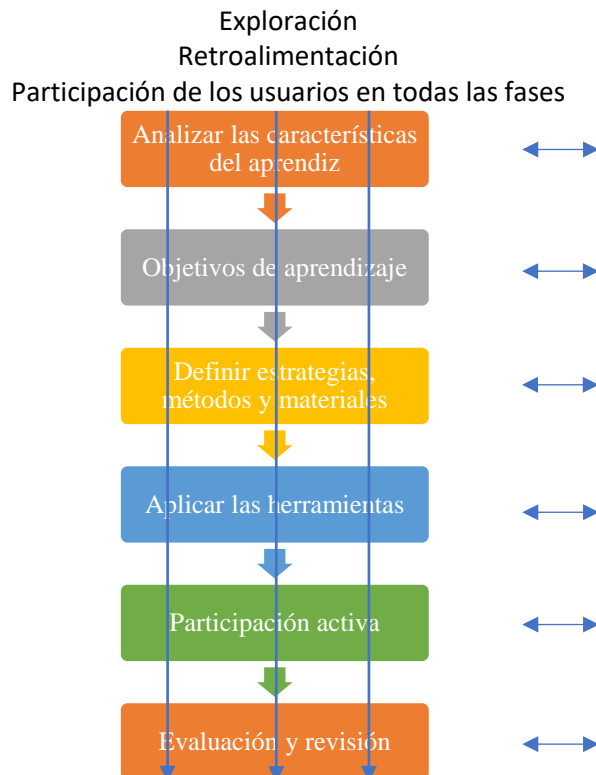 Exploración
Retroalimentación
Participación de los usuarios en todas las fases
Analizar las características
del aprendiz
Objetivos de aprendizaje
Definir estrategias,
métodos y materiales
Aplicar las herramientas
Participación activa
Evaluación y revisión